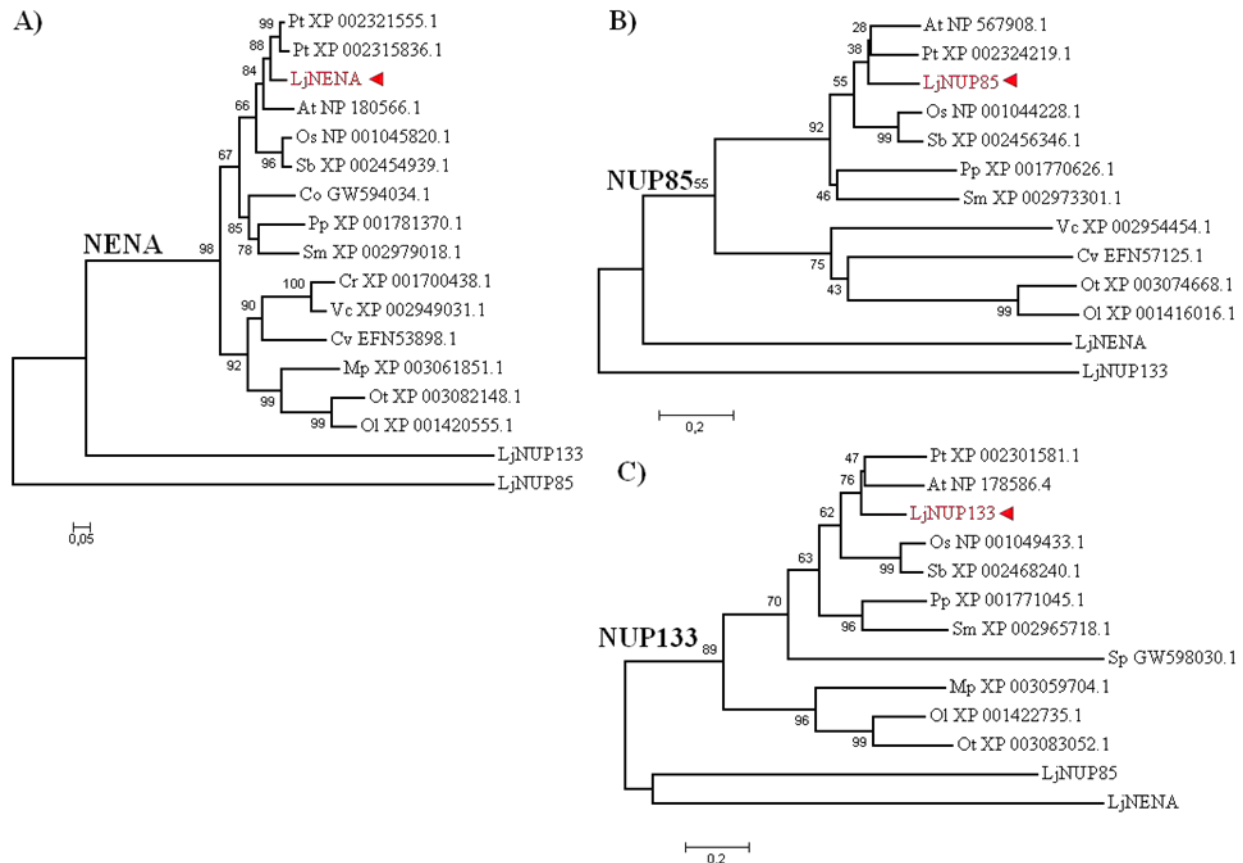 A)
99
Pt XP 002321555.1
88
Pt XP 002315836.1
84
LjNENA
66
At NP 180566.1
Os NP 001045820.1
67
96
Sb XP 002454939.1
Co GW594034.1
85
Pp XP 001781370.1
78
Sm XP 002979018.1
NENA
98
100
Cr XP 001700438.1
90
Vc XP 002949031.1
Cv EFN53898.1
92
Mp XP 003061851.1
99
Ot XP 003082148.1
99
Ol XP 001420555.1
LjNUP133
LjNUP85
0,05
B)
28
At NP 567908.1
38
Pt XP 002324219.1
55
LjNUP85
Os NP 001044228.1
92
99
Sb XP 002456346.1
Pp XP 001770626.1
46
Sm XP 002973301.1
NUP85
55
Vc XP 002954454.1
75
Cv EFN57125.1
43
Ot XP 003074668.1
99
Ol XP 001416016.1
LjNENA
LjNUP133
0,2
C)
47
Pt XP 002301581.1
76
At NP 178586.4
62
LjNUP133
Os NP 001049433.1
63
99
Sb XP 002468240.1
70
Pp XP 001771045.1
96
Sm XP 002965718.1
NUP133
89
Sp GW598030.1
Mp XP 003059704.1
96
Ol XP 001422735.1
99
Ot XP 003083052.1
LjNUP85
LjNENA
0,2